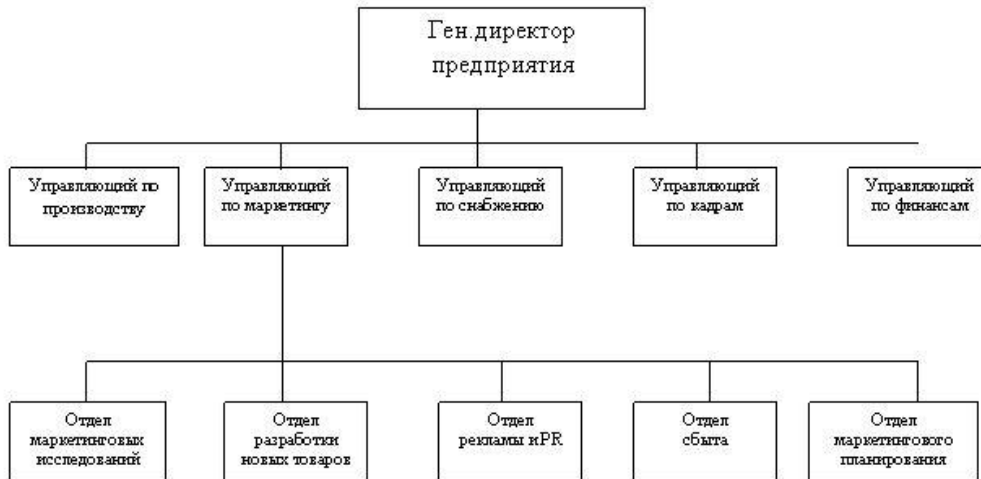 Ген.директор
предприятия
Управляющий по
производству
Управляющий
по маркетингу
Управляющий
по снабжению
Управляющий
по кадрам
Управляющий
по финансам
Отдел
маркетинговых
исследований
Отдел
разработки
новых товаров
Отдел
рекламы иPR
Отдел
сбыта
Отдел
маркетингового
планирования